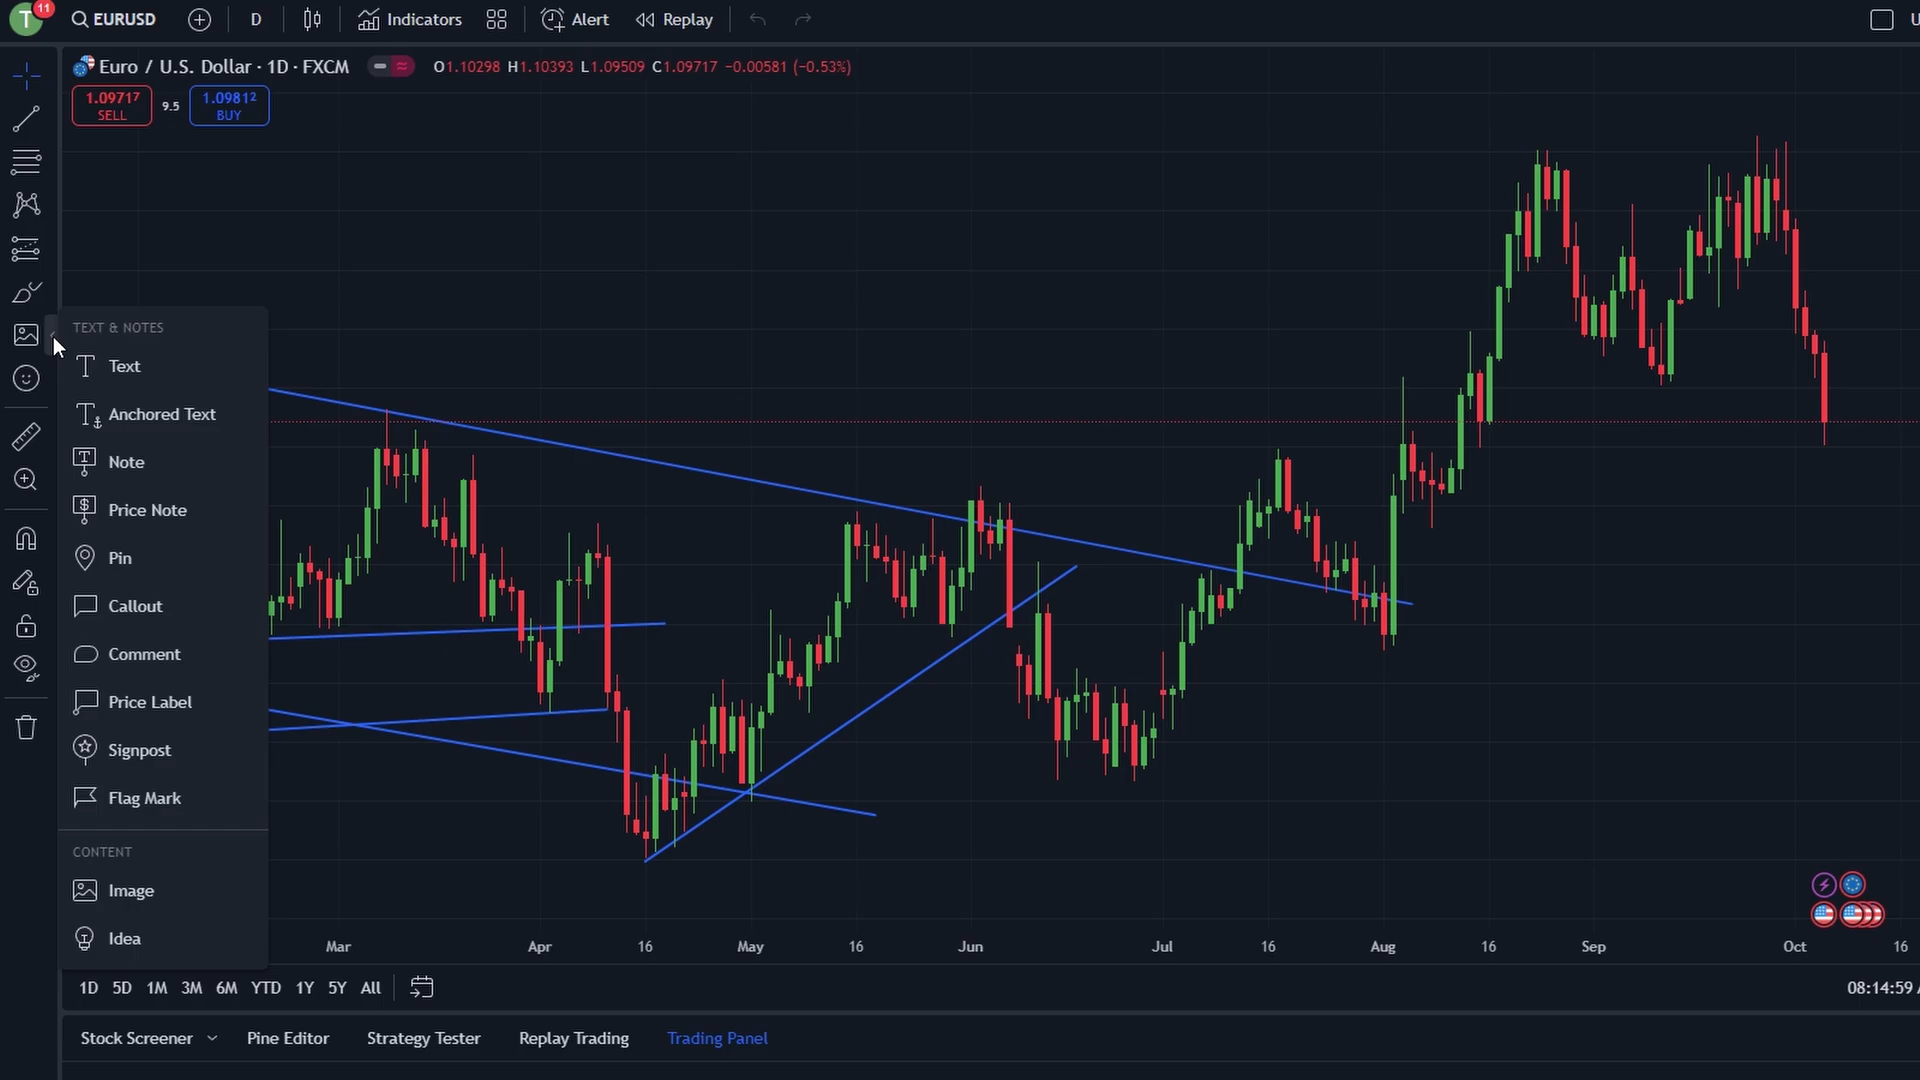 T
11
EURUSD
D
Indicators
Alert
Replay
Euro / U.S. Dollar · 1D · FXCM
O1.10298 H1.10393 L1.09509 C1.09717 −0.00581 (−0.53%)
1.09717
SELL
9.5
1.09812
BUY
TEXT & NOTES
Text
Anchored Text
Note
Price Note
Pin
Callout
Comment
Price Label
Signpost
Flag Mark
CONTENT
Image
Idea
Mar Apr 16 May 16 Jun Jul 16 Aug 16 Sep Oct 16
1D 5D 1M 3M 6M YTD 1Y 5Y All
08:14:59
Stock Screener Pine Editor Strategy Tester Replay Trading Trading Panel